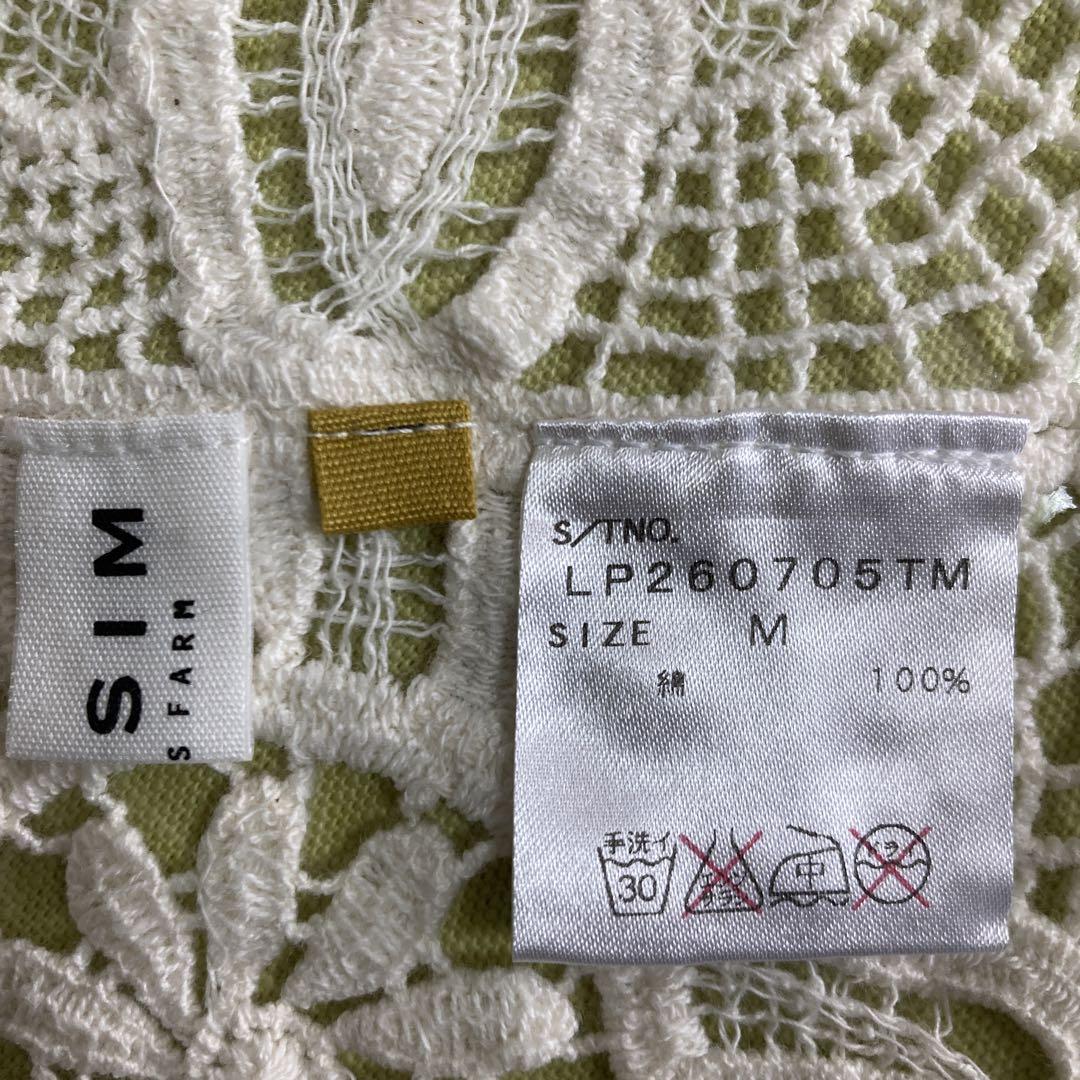 SIM
S FARM
S/TNO.
LP260705TM
SIZE M
綿 100%
手洗イ
30
中